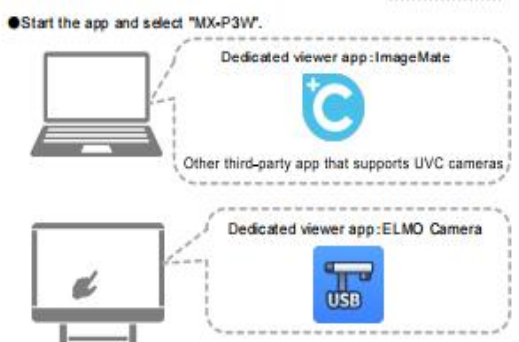 ●Start the app and select "MX-P3W".
Dedicated viewer app:ImageMate
+C
Other third-party app that supports UVC cameras
Dedicated viewer app:ELMO Camera
USB